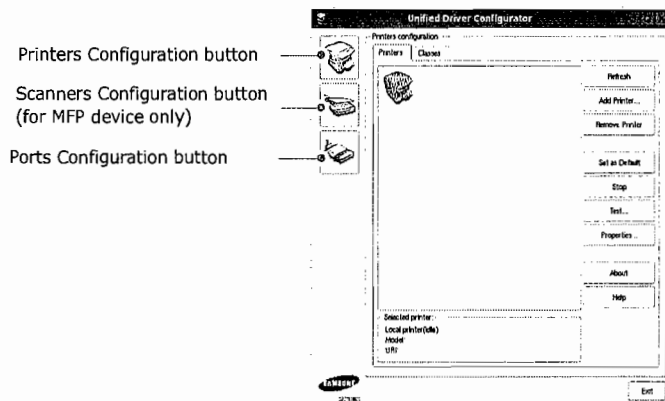 Unified Driver Configurator
Printers Configuration button
Scanners Configuration button
(for MFP device only)
Ports Configuration button
Printers configuration
Printers
Classes
Refresh
Add Printer...
Remove Printer
Set as Default
Stop
Test...
Properties...
About
Help
Selected printer:
Local printer(idle)
Model:
URI:
SAMSUNG
Exit